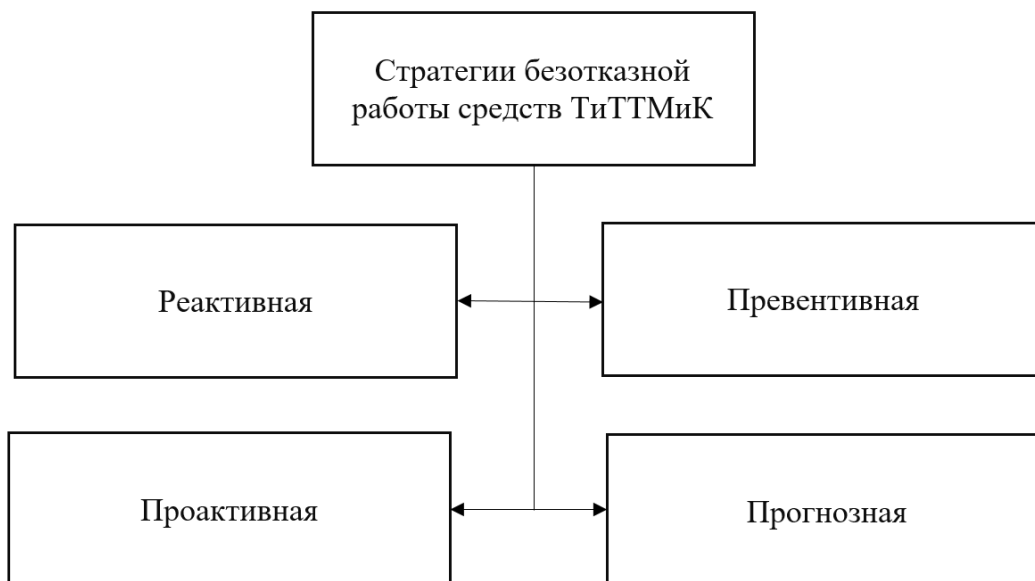 Стратегии безотказной
работы средств ТиТТМиК
Реактивная
Превентивная
Проактивная
Прогнозная